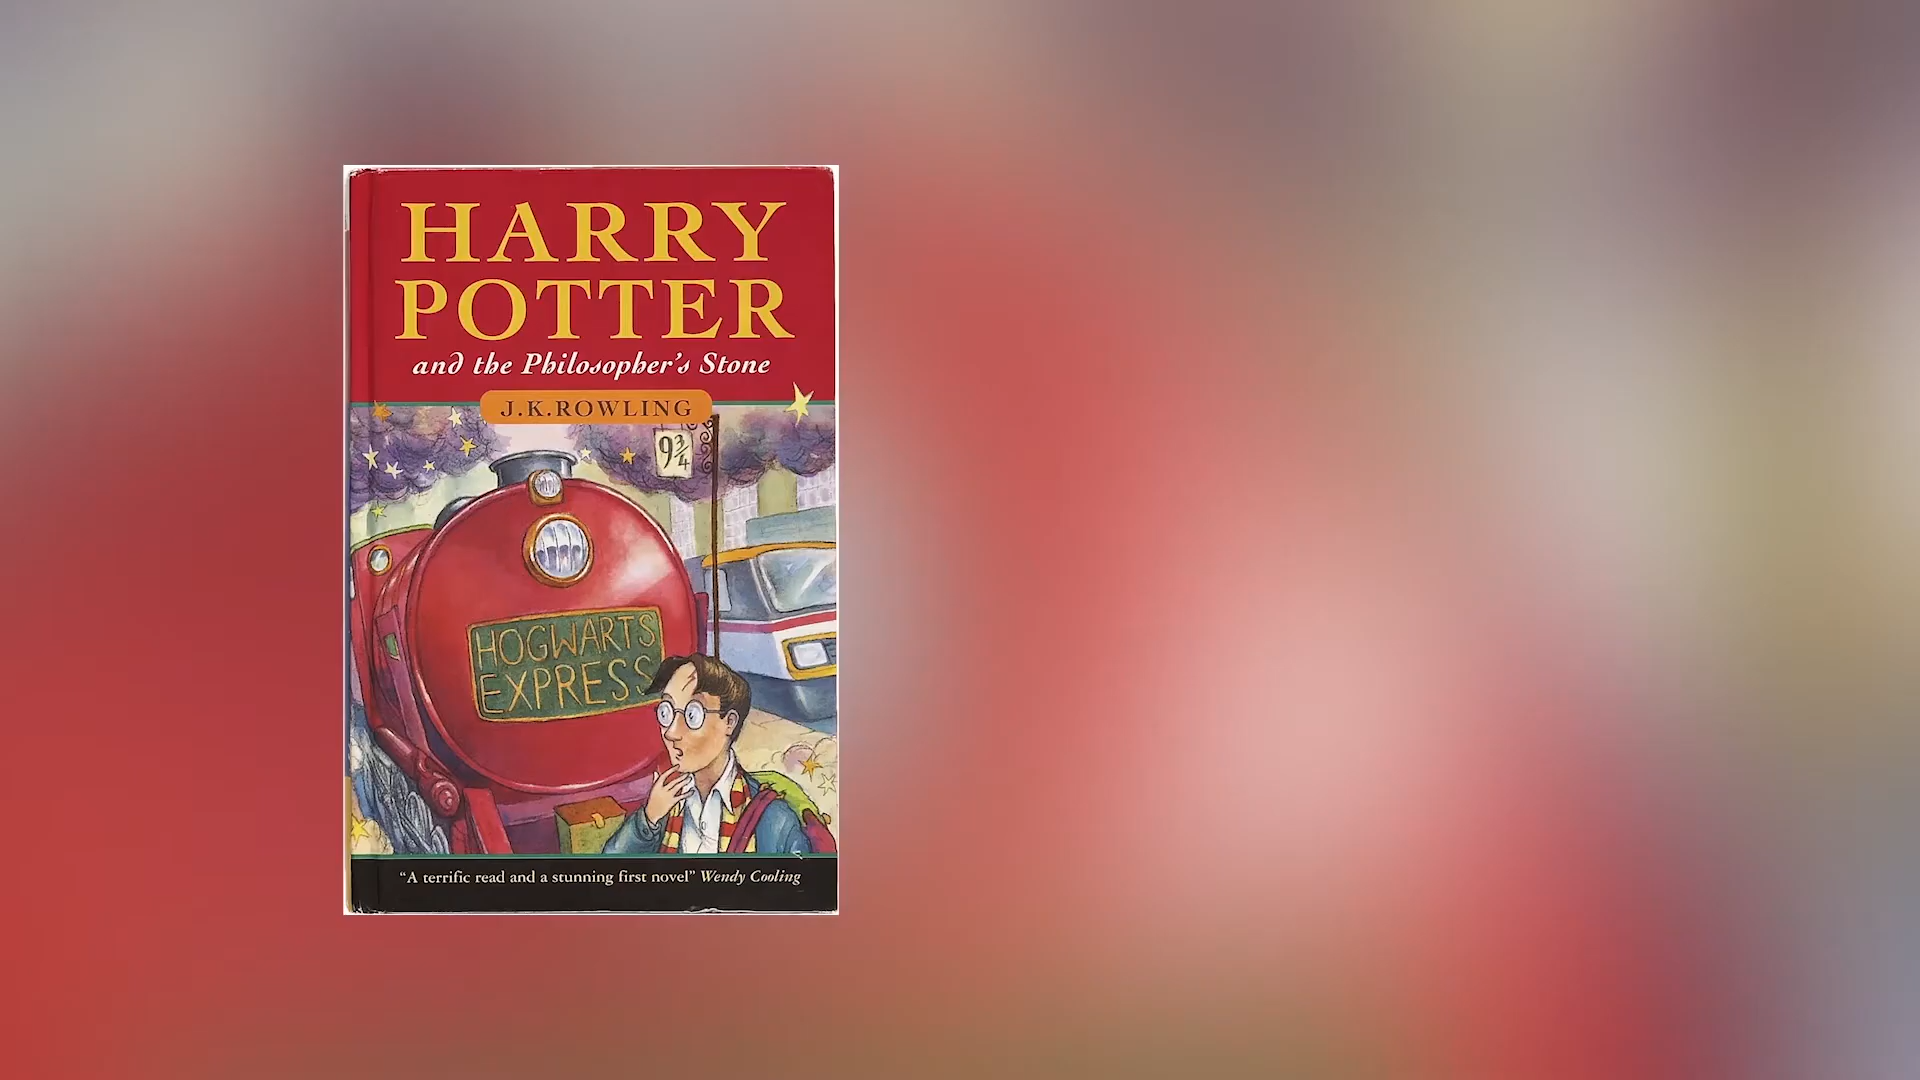 HARRY
POTTER
and the Philosopher's Stone
J.K.ROWLING
9¾
HOGWARTS
EXPRESS
“A terrific read and a stunning first novel” Wendy Cooling